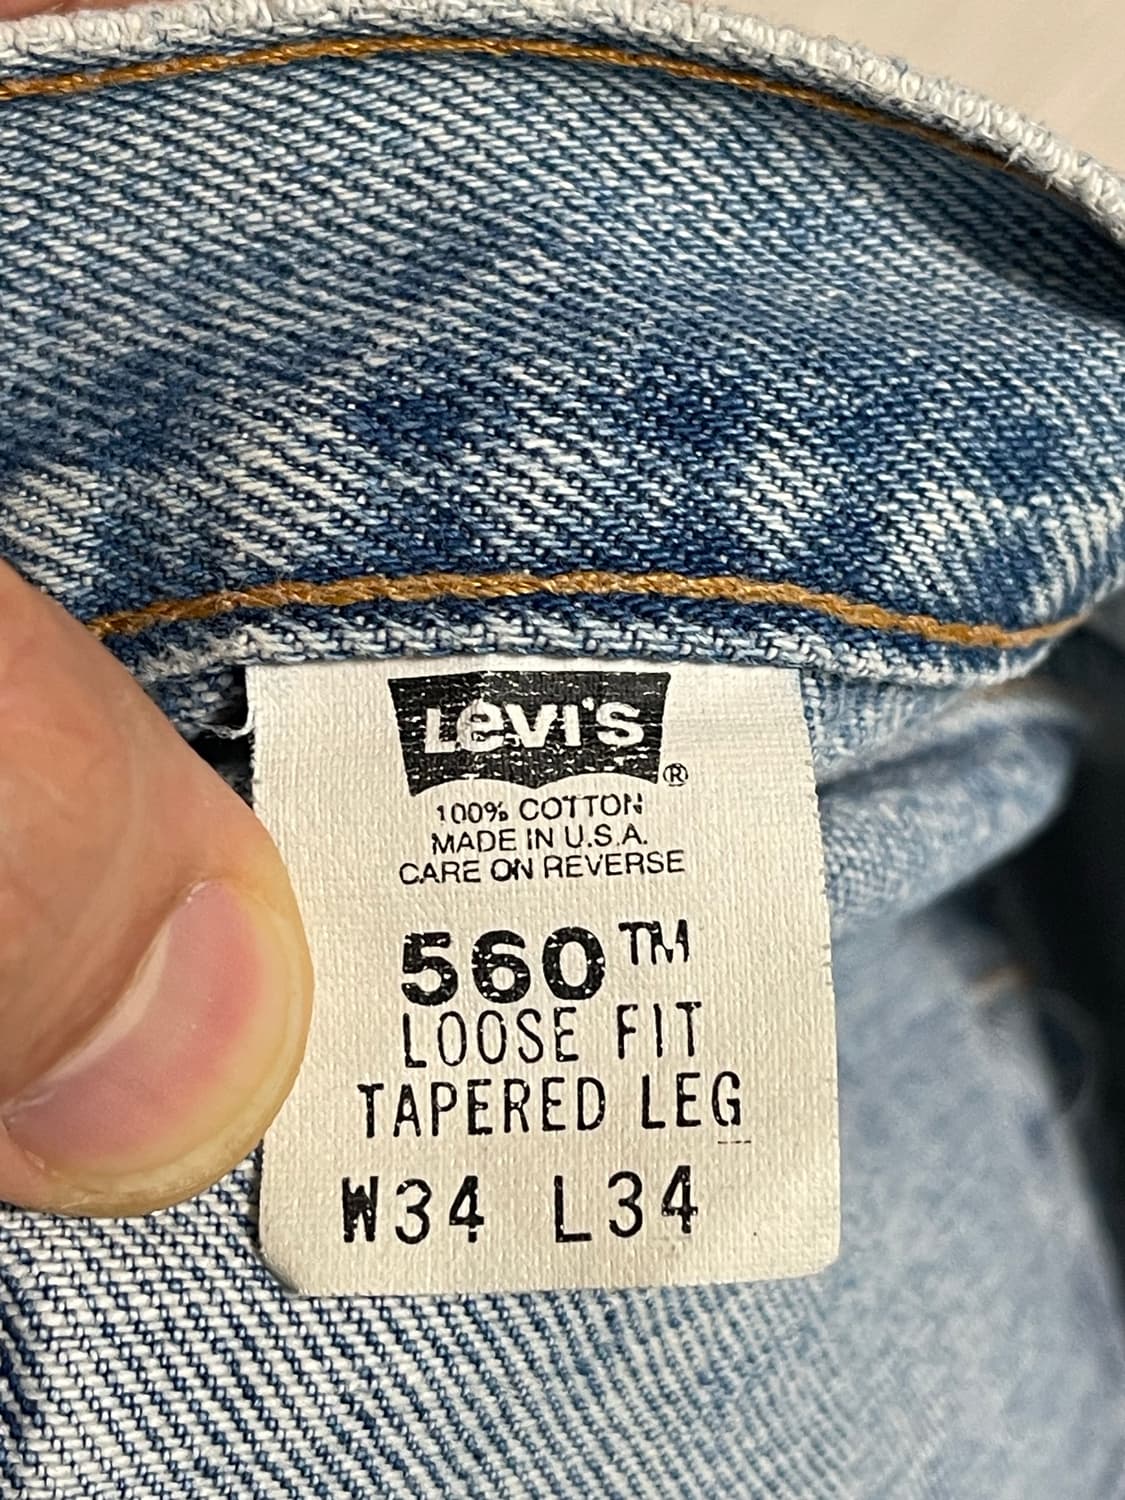 Levi's ®
100% COTTON
MADE IN U.S.A.
CARE ON REVERSE
560™
LOOSE FIT
TAPERED LEG
W34 L34